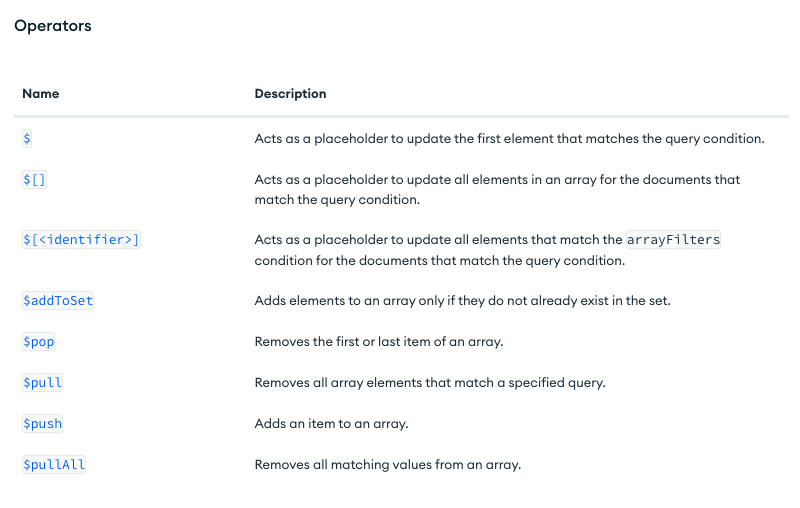 Operators
Name Description
$ Acts as a placeholder to update the first element that matches the query condition.
$[] Acts as a placeholder to update all elements in an array for the documents that
match the query condition.
$[<identifier>] Acts as a placeholder to update all elements that match the arrayFilters
condition for the documents that match the query condition.
$addToSet Adds elements to an array only if they do not already exist in the set.
$pop Removes the first or last item of an array.
$pull Removes all array elements that match a specified query.
$push Adds an item to an array.
$pullAll Removes all matching values from an array.